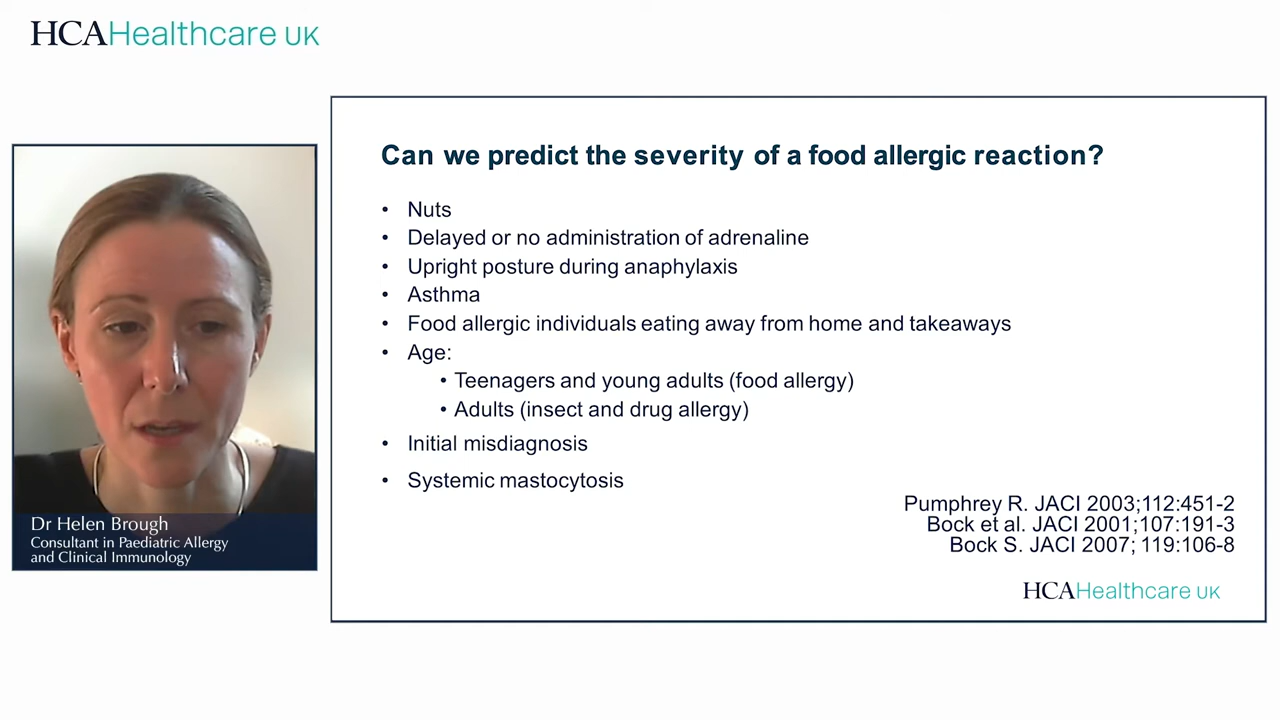 HCAHealthcare UK
Can we predict the severity of a food allergic reaction?
• Nuts
• Delayed or no administration of adrenaline
• Upright posture during anaphylaxis
• Asthma
• Food allergic individuals eating away from home and takeaways
• Age:
• Teenagers and young adults (food allergy)
• Adults (insect and drug allergy)
• Initial misdiagnosis
• Systemic mastocytosis
Pumphrey R. JACI 2003;112:451-2
Bock et al. JACI 2001;107:191-3
Bock S. JACI 2007; 119:106-8
HCAHealthcare UK
Dr Helen Brough
Consultant in Paediatric Allergy
and Clinical Immunology